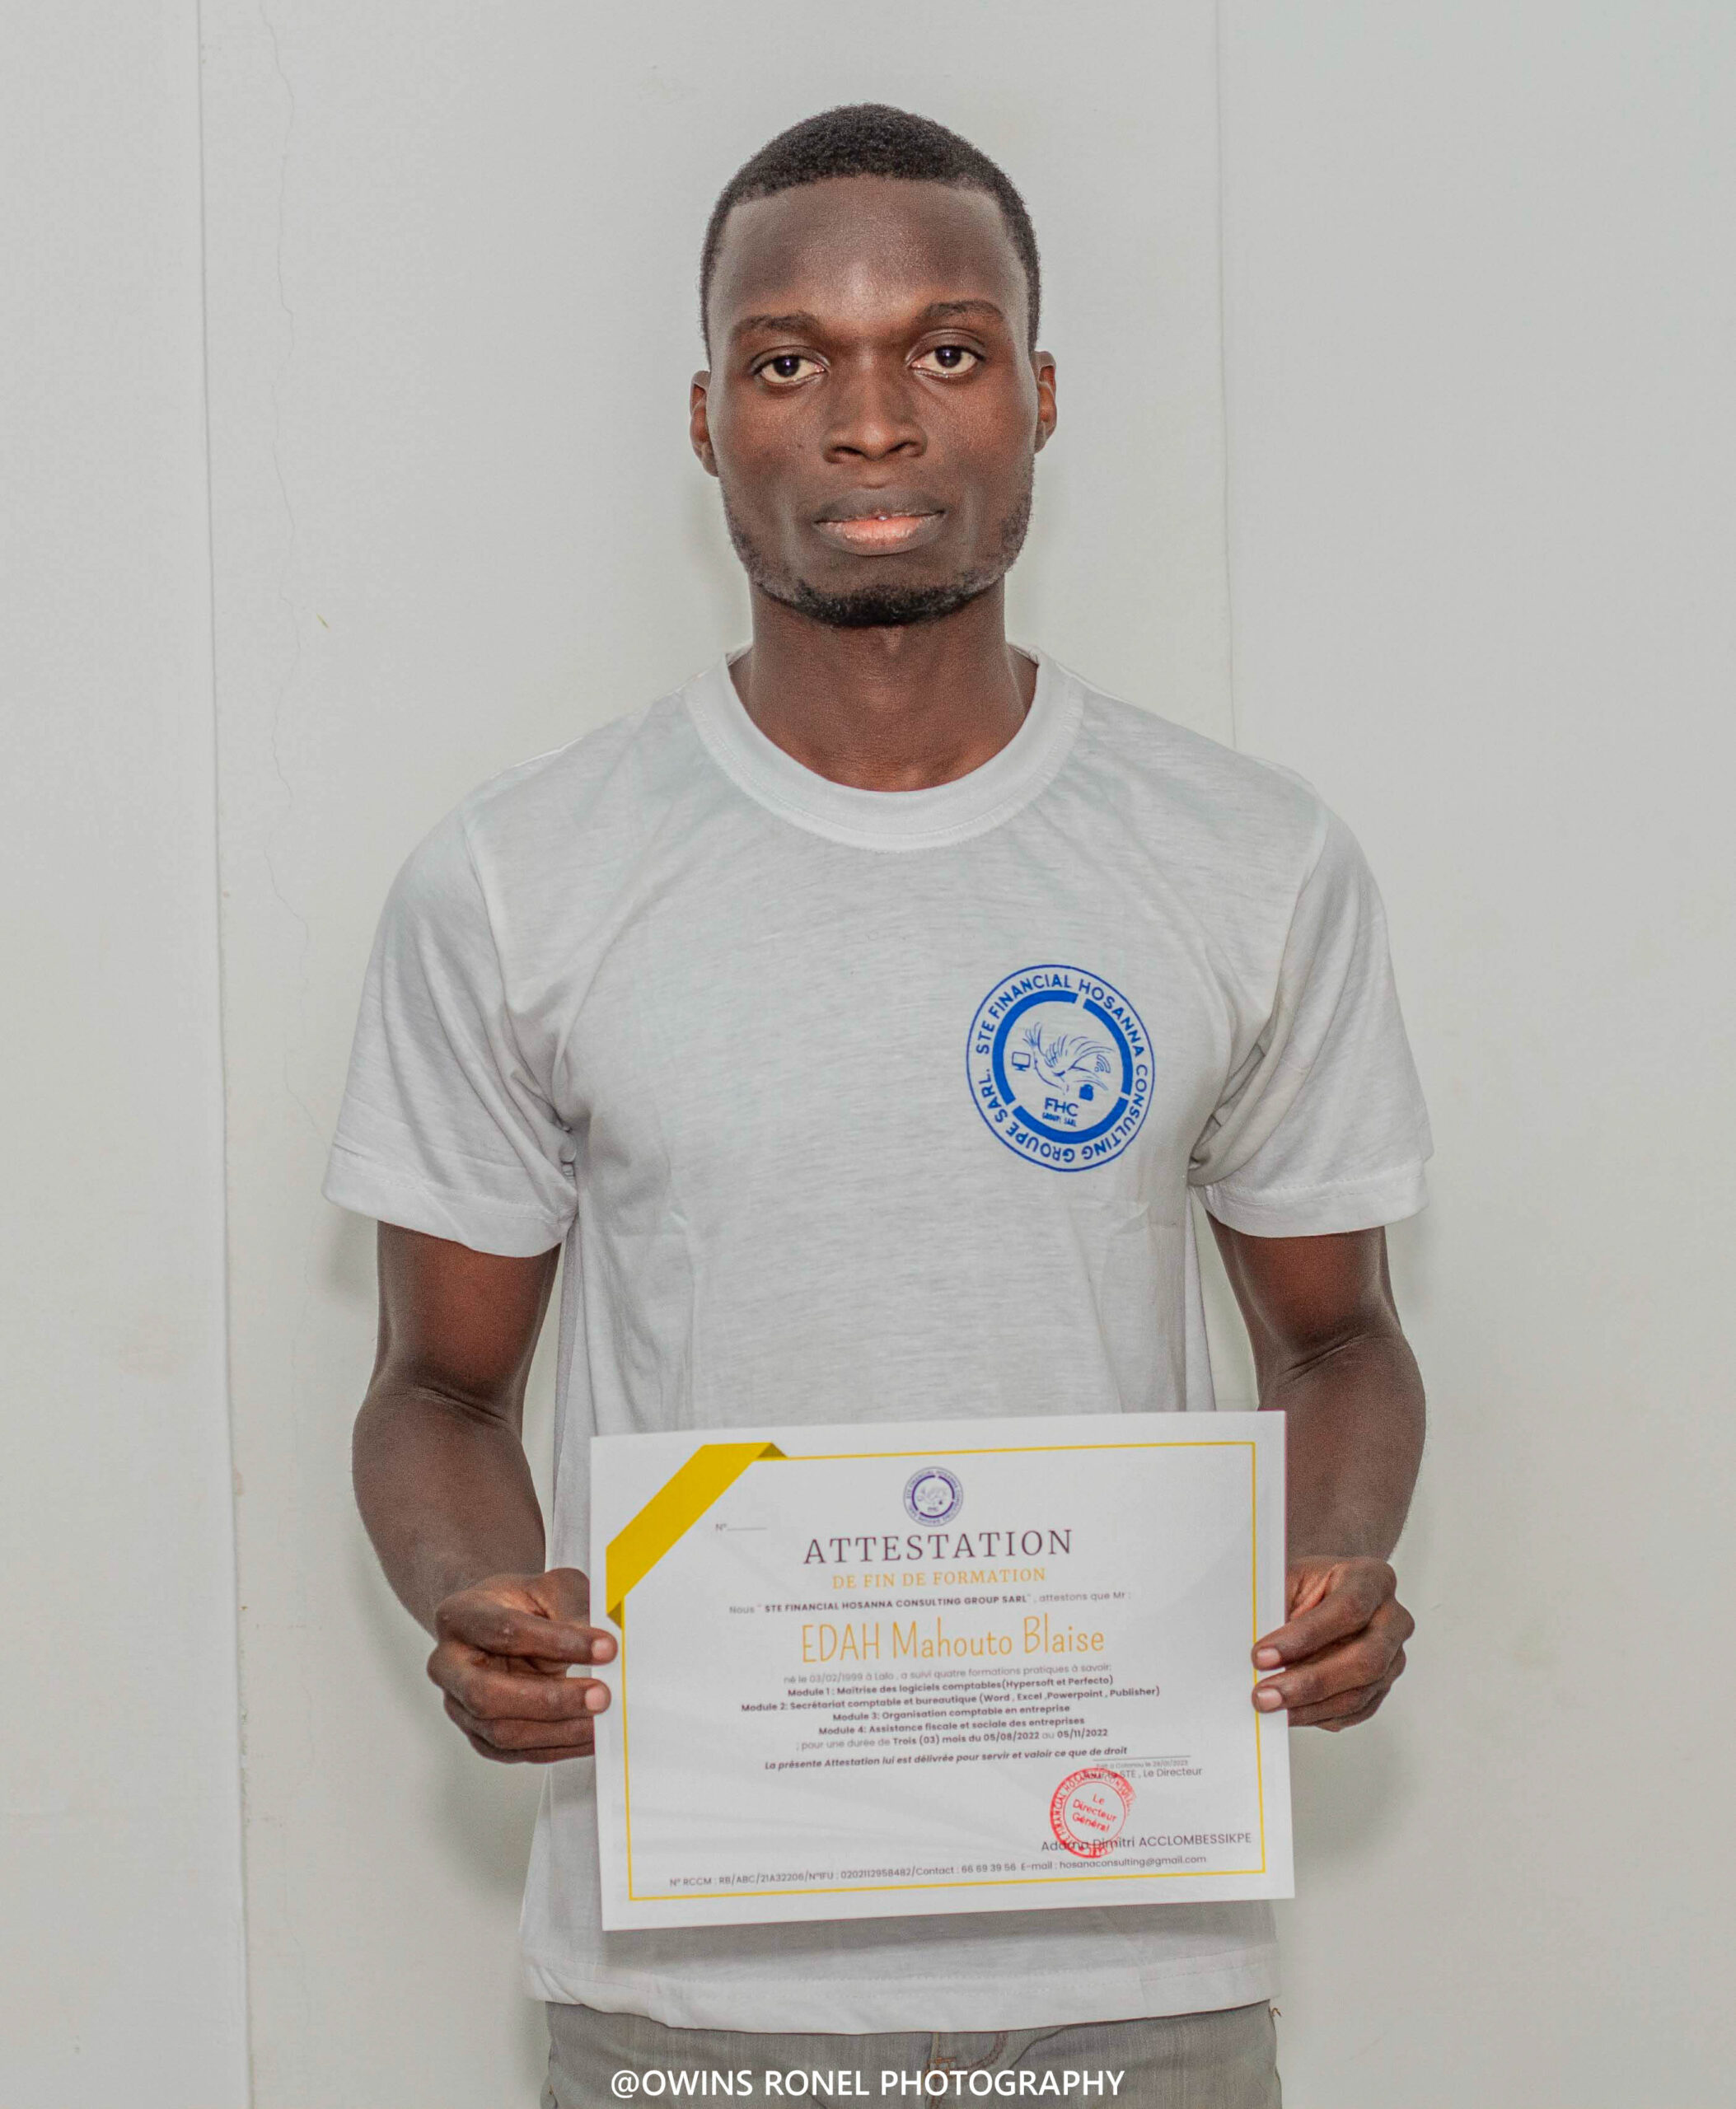 STE FINANCIAL HOSANNA CONSULTING GROUPE SARL.
FHC
GROUPE SARL
N°
ATTESTATION
DE FIN DE FORMATION
Nous " STE FINANCIAL HOSANNA CONSULTING GROUP SARL" , attestons que Mr :
EDAH Mahouto Blaise
né le 03/02/1999 à Lalo , a suivi quatre formations pratiques à savoir:
Module 1 : Maîtrise des logiciels comptables(Hypersoft et Perfecto)
Module 2: Secrétariat comptable et bureautique (Word , Excel ,Powerpoint , Publisher)
Module 3: Organisation comptable en entreprise
Module 4: Assistance fiscale et sociale des entreprises
; pour une durée de Trois (03) mois du 05/08/2022 au 05/11/2022
La présente Attestation lui est délivrée pour servir et valoir ce que de droit
STE , Le Directeur
Le
Directeur
Général
Dimitri ACCLOMBESSIKPE
N° RCCM : RB/ABC/21A32206/N°IFU : 0202112958482/Contact : 66 69 39 56 E-mail : hosanaconsulting@gmail.com
@OWINS RONEL PHOTOGRAPHY